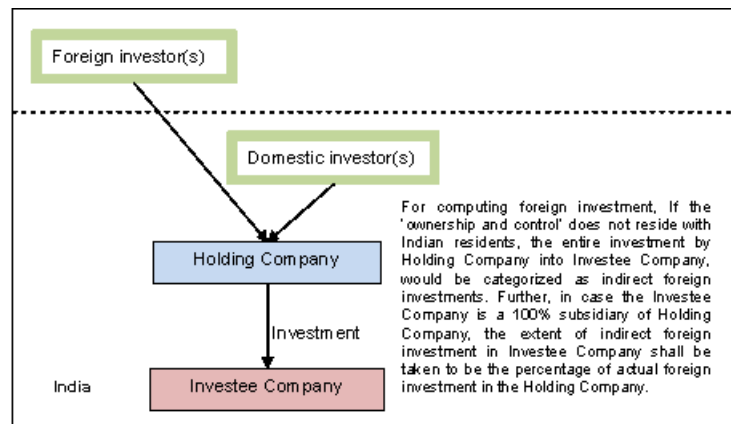 Foreign investor(s)
Domestic investor(s)
For computing foreign investment, If the
'ownership and control' does not reside with
Indian residents, the entire investment by
Holding Company into Investee Company,
would be categorized as indirect foreign
investments. Further, in case the Investee
Company is a 100% subsidiary of Holding
Company, the extent of indirect foreign
investment in Investee Company shall be
taken to be the percentage of actual foreign
investment in the Holding Company.
Holding Company
Investment
India
Investee Company